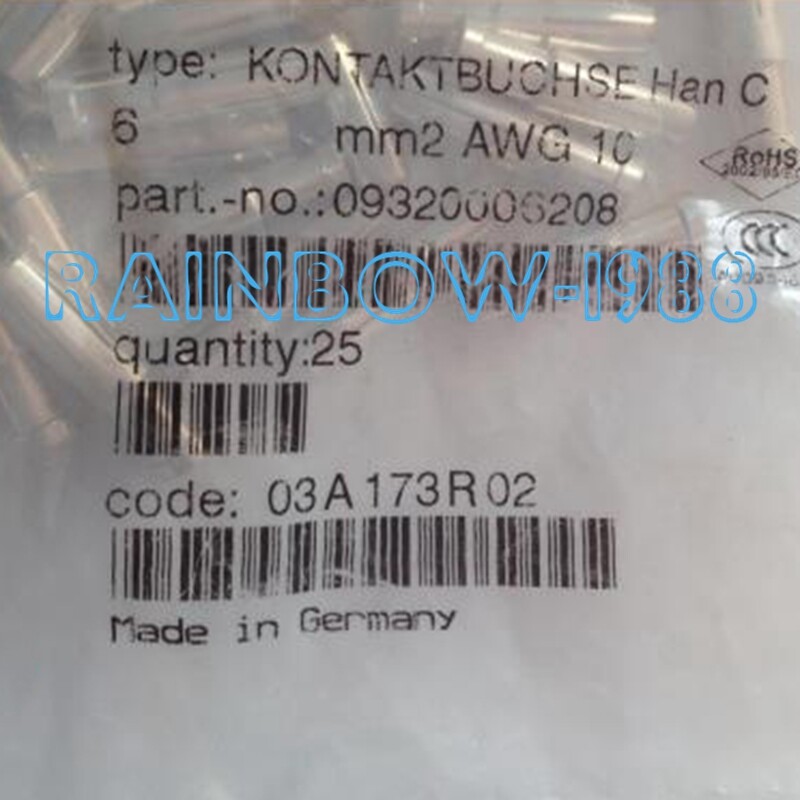 type: KONTAKTBUCHSE Han C
6 mm2 AWG 10
RoHS
part.-no.:09320006208
CCC
RAINBOW-1988
quantity:25
code: 03A173R02
Made in Germany